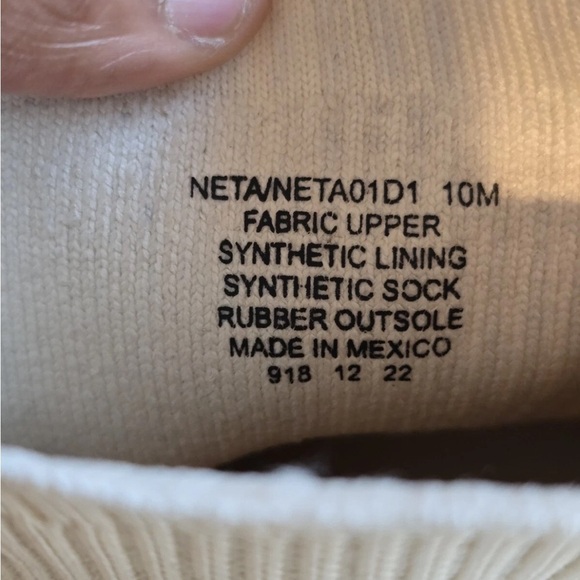 NETA/NETA01D1 10M
FABRIC UPPER
SYNTHETIC LINING
SYNTHETIC SOCK
RUBBER OUTSOLE
MADE IN MEXICO
918 12 22